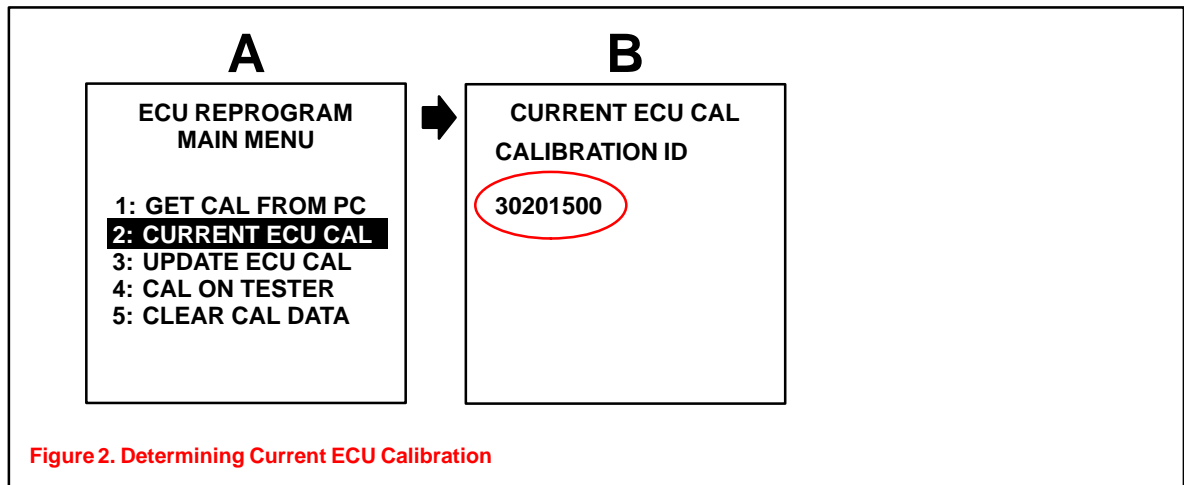 A
ECU REPROGRAM
MAIN MENU
1: GET CAL FROM PC
2: CURRENT ECU CAL
3: UPDATE ECU CAL
4: CAL ON TESTER
5: CLEAR CAL DATA
B
CURRENT ECU CAL
CALIBRATION ID
30201500
Figure 2. Determining Current ECU Calibration